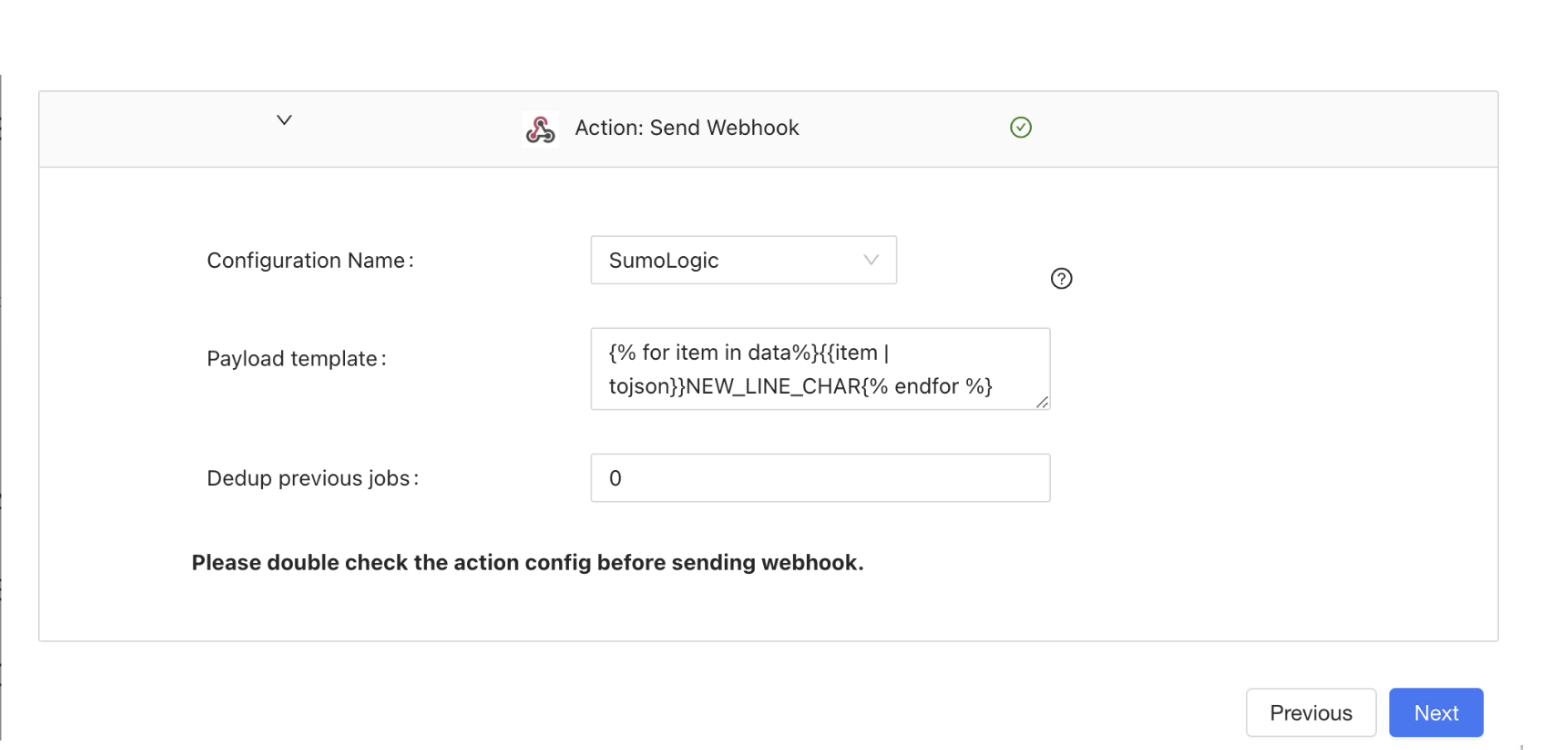 Action: Send Webhook
Configuration Name:
SumoLogic
Payload template:
{% for item in data%}{{item |
tojson}}NEW_LINE_CHAR{% endfor %}
Dedup previous jobs:
0
Please double check the action config before sending webhook.
Previous
Next